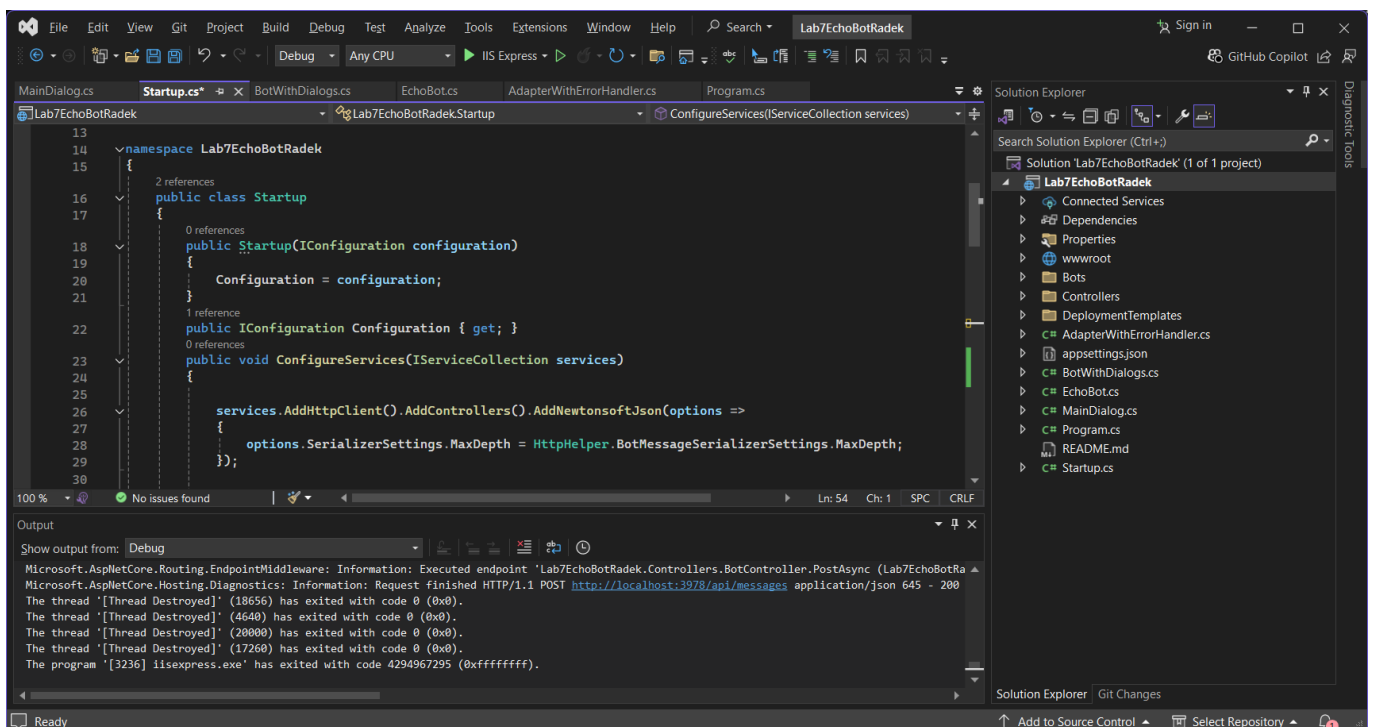 File Edit View Git Project Build Debug Test Analyze Tools Extensions Window Help Search Lab7EchoBotRadek Sign in
Debug Any CPU IIS Express GitHub Copilot
MainDialog.cs Startup.cs* BotWithDialogs.cs EchoBot.cs AdapterWithErrorHandler.cs Program.cs
Lab7EchoBotRadek Lab7EchoBotRadek.Startup ConfigureServices(IServiceCollection services)
13
14 namespace Lab7EchoBotRadek
15 {
2 references
16 public class Startup
17 {
0 references
18 public Startup(IConfiguration configuration)
19 {
20 Configuration = configuration;
21 }
1 reference
22 public IConfiguration Configuration { get; }
0 references
23 public void ConfigureServices(IServiceCollection services)
24 {
25
26 services.AddHttpClient().AddControllers().AddNewtonsoftJson(options =>
27 {
28 options.SerializerSettings.MaxDepth = HttpHelper.BotMessageSerializerSettings.MaxDepth;
29 });
30
100 % No issues found Ln: 54 Ch: 1 SPC CRLF
Output
Show output from: Debug
Microsoft.AspNetCore.Routing.EndpointMiddleware: Information: Executed endpoint 'Lab7EchoBotRadek.Controllers.BotController.PostAsync (Lab7EchoBotRa
Microsoft.AspNetCore.Hosting.Diagnostics: Information: Request finished HTTP/1.1 POST http://localhost:3978/api/messages application/json 645 - 200
The thread '[Thread Destroyed]' (18656) has exited with code 0 (0x0).
The thread '[Thread Destroyed]' (4640) has exited with code 0 (0x0).
The thread '[Thread Destroyed]' (20000) has exited with code 0 (0x0).
The thread '[Thread Destroyed]' (17260) has exited with code 0 (0x0).
The program '[3236] iisexpress.exe' has exited with code 4294967295 (0xffffffff).
Solution Explorer
Search Solution Explorer (Ctrl+;)
Solution 'Lab7EchoBotRadek' (1 of 1 project)
Lab7EchoBotRadek
Connected Services
Dependencies
Properties
wwwroot
Bots
Controllers
DeploymentTemplates
C# AdapterWithErrorHandler.cs
appsettings.json
C# BotWithDialogs.cs
C# EchoBot.cs
C# MainDialog.cs
C# Program.cs
README.md
C# Startup.cs
Solution Explorer Git Changes
Diagnostic Tools
Ready Add to Source Control Select Repository